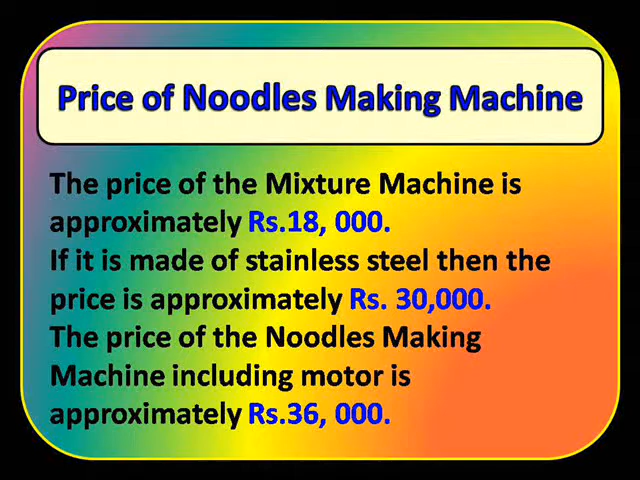 Price of Noodles Making Machine
The price of the Mixture Machine is
approximately Rs.18, 000.
If it is made of stainless steel then the
price is approximately Rs. 30,000.
The price of the Noodles Making
Machine including motor is
approximately Rs.36, 000.